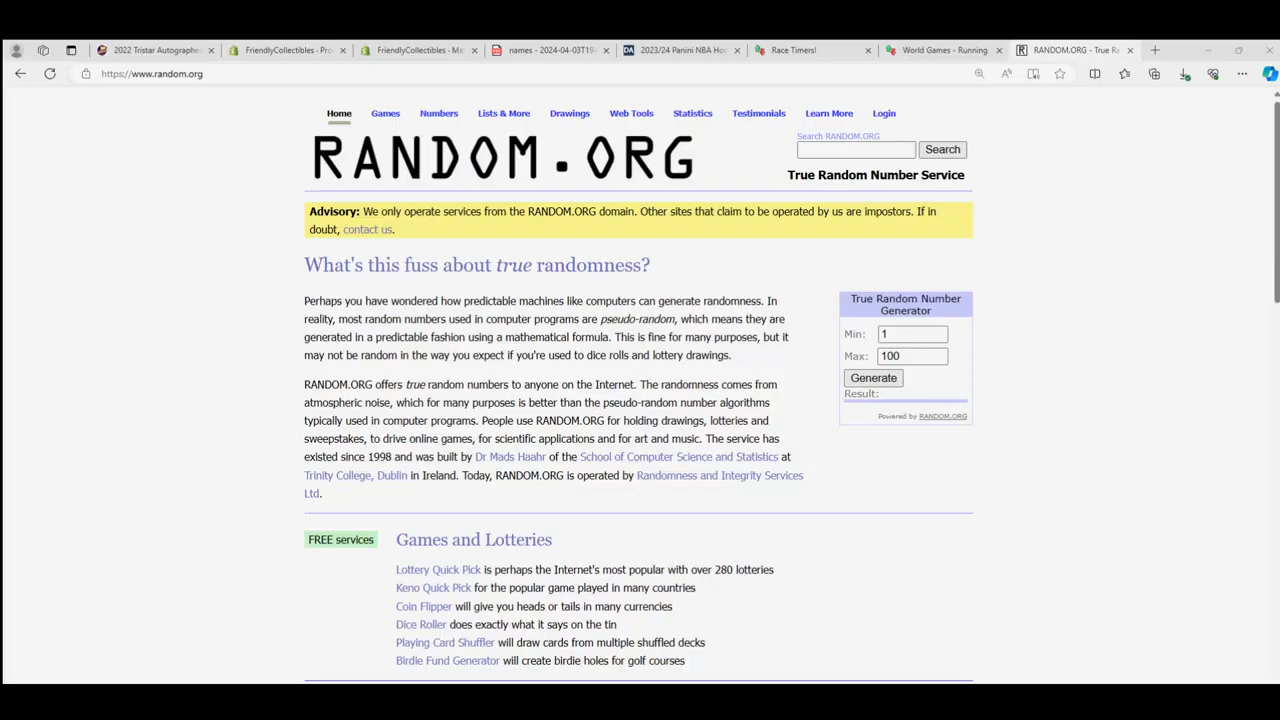 2022 Tristar Autographe
FriendlyCollectibles - Pro
FriendlyCollectibles - Me
names - 2024-04-03T19
2023/24 Panini NBA Ho
Race Timers!
World Games - Running
RANDOM.ORG - True Ra
https://www.random.org
Home Games Numbers Lists & More Drawings Web Tools Statistics Testimonials Learn More Login
RANDOM.ORG
Search RANDOM.ORG
Search
True Random Number Service
Advisory: We only operate services from the RANDOM.ORG domain. Other sites that claim to be operated by us are impostors. If in
doubt, contact us.
What's this fuss about true randomness?
Perhaps you have wondered how predictable machines like computers can generate randomness. In
reality, most random numbers used in computer programs are pseudo-random, which means they are
generated in a predictable fashion using a mathematical formula. This is fine for many purposes, but it
may not be random in the way you expect if you're used to dice rolls and lottery drawings.
RANDOM.ORG offers true random numbers to anyone on the Internet. The randomness comes from
atmospheric noise, which for many purposes is better than the pseudo-random number algorithms
typically used in computer programs. People use RANDOM.ORG for holding drawings, lotteries and
sweepstakes, to drive online games, for scientific applications and for art and music. The service has
existed since 1998 and was built by Dr Mads Haahr of the School of Computer Science and Statistics at
Trinity College, Dublin in Ireland. Today, RANDOM.ORG is operated by Randomness and Integrity Services
Ltd.
True Random Number
Generator
Min: 1
Max: 100
Generate
Result:
Powered by RANDOM.ORG
FREE services
Games and Lotteries
Lottery Quick Pick is perhaps the Internet's most popular with over 280 lotteries
Keno Quick Pick for the popular game played in many countries
Coin Flipper will give you heads or tails in many currencies
Dice Roller does exactly what it says on the tin
Playing Card Shuffler will draw cards from multiple shuffled decks
Birdie Fund Generator will create birdie holes for golf courses